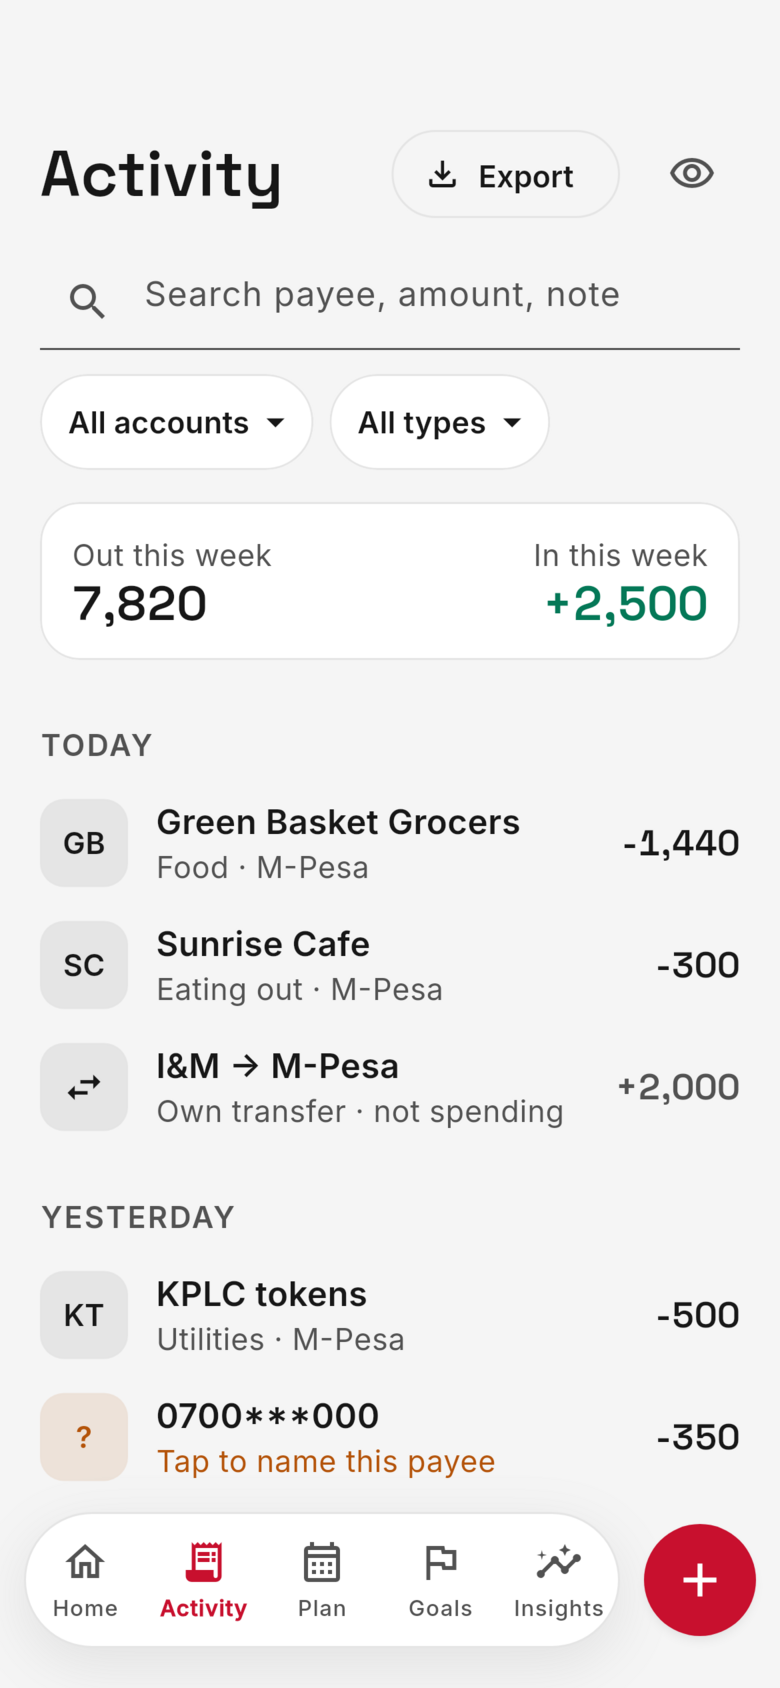 Activity
Export
Search payee, amount, note
All accounts
All types
Out this week
In this week
7,820
+2,500
TODAY
GB
Green Basket Grocers
Food · M-Pesa
-1,440
SC
Sunrise Cafe
Eating out · M-Pesa
-300
I&M → M-Pesa
Own transfer · not spending
+2,000
YESTERDAY
KT
KPLC tokens
Utilities · M-Pesa
-500
?
0700***000
Tap to name this payee
-350
Home
Activity
Plan
Goals
Insights